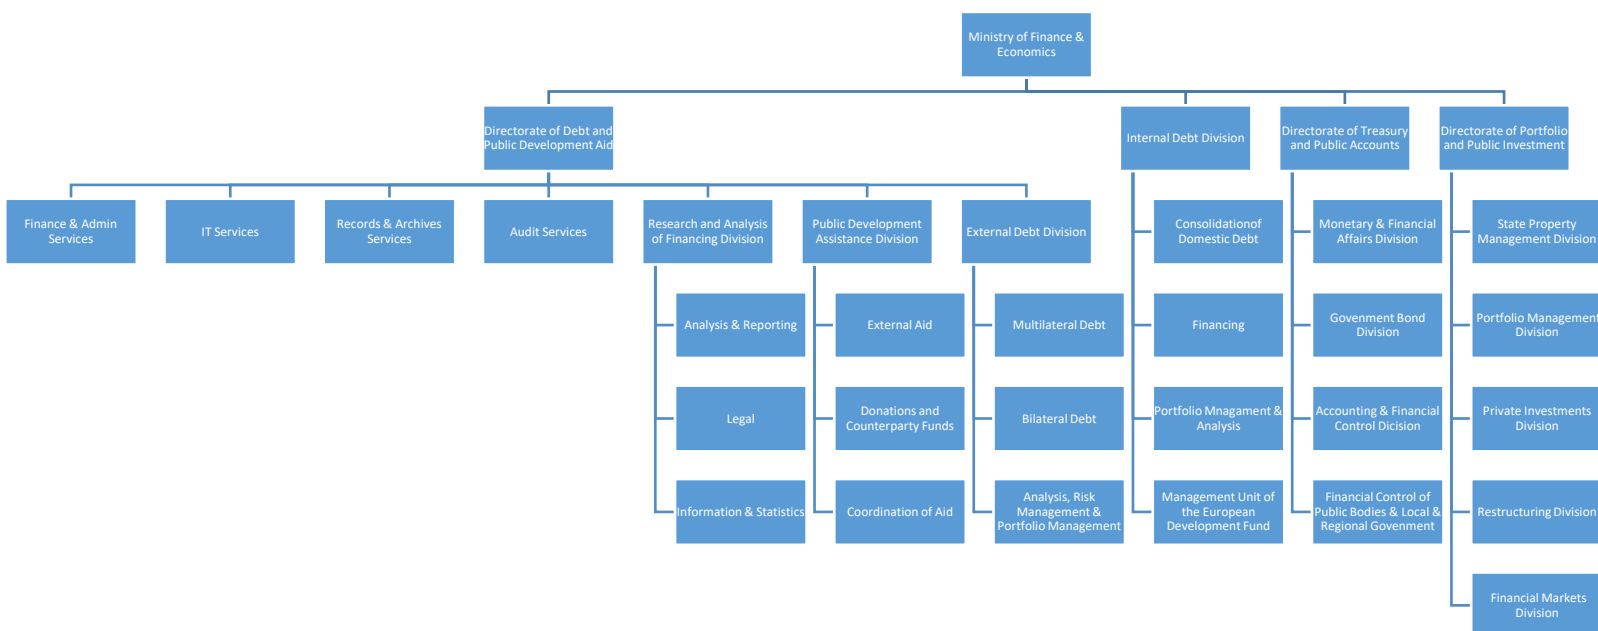 Ministry of Finance &
Economics
Directorate of Debt and
Public Development Aid
Internal Debt Division
Directorate of Treasury
and Public Accounts
Directorate of Portfolio
and Public Investment
Finance & Admin
Services
IT Services
Records & Archives
Services
Audit Services
Research and Analysis
of Financing Division
Public Development
Assistance Division
External Debt Division
Consolidationof
Domestic Debt
Monetary & Financial
Affairs Division
State Property
Management Division
Analysis & Reporting
External Aid
Multilateral Debt
Financing
Govenment Bond
Division
Portfolio Management
Division
Legal
Donations and
Counterparty Funds
Bilateral Debt
Portfolio Mnagament &
Analysis
Accounting & Financial
Control Dicision
Private Investments
Division
Information & Statistics
Coordination of Aid
Analysis, Risk
Management &
Portfolio Management
Management Unit of
the European
Development Fund
Financial Control of
Public Bodies & Local &
Regional Govenment
Restructuring Division
Financial Markets
Division